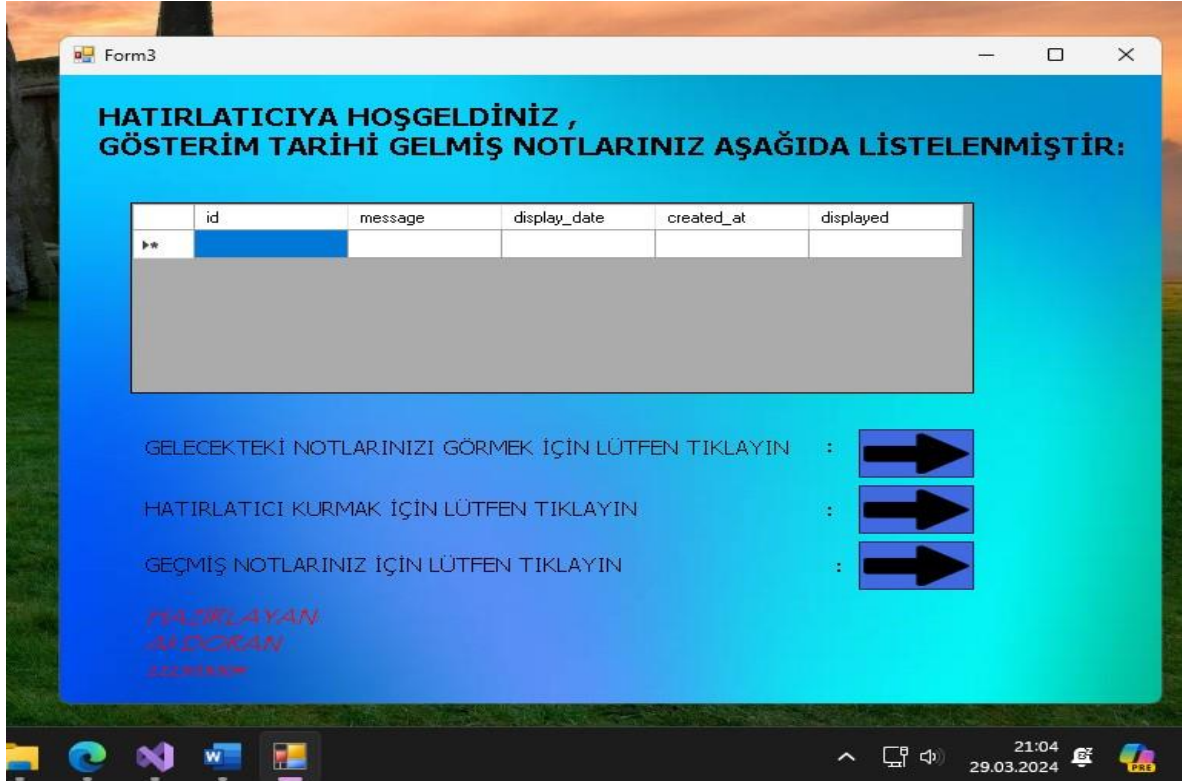 Form3
HATIRLATICIYA HOŞGELDİNİZ ,
GÖSTERİM TARİHİ GELMİŞ NOTLARINIZ AŞAĞIDA LİSTELENMİŞTİR:
id message display_date created_at displayed
GELECEKTEKİ NOTLARINIZI GÖRMEK İÇİN LÜTFEN TIKLAYIN :
HATIRLATICI KURMAK İÇİN LÜTFEN TIKLAYIN :
GEÇMİŞ NOTLARINIZ İÇİN LÜTFEN TIKLAYIN :
HAZIRLAYAN
W 21:04
29.03.2024 PRE